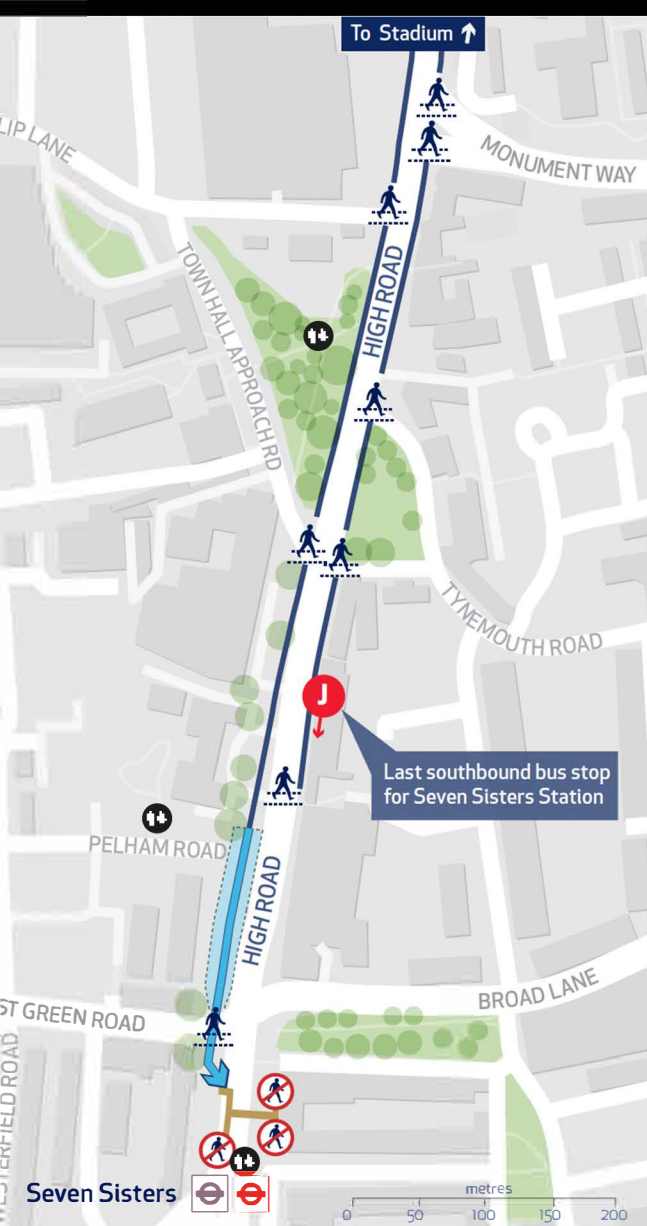 To Stadium
LIP LANE
MONUMENT WAY
TOWN HALL APPROACH RD
HIGH ROAD
TYNEMOUTH ROAD
J
Last southbound bus stop
for Seven Sisters Station
PELHAM ROAD
HIGH ROAD
BROAD LANE
ST GREEN ROAD
WESTERFIELD ROAD
Seven Sisters
metres
0 50 100 150 200